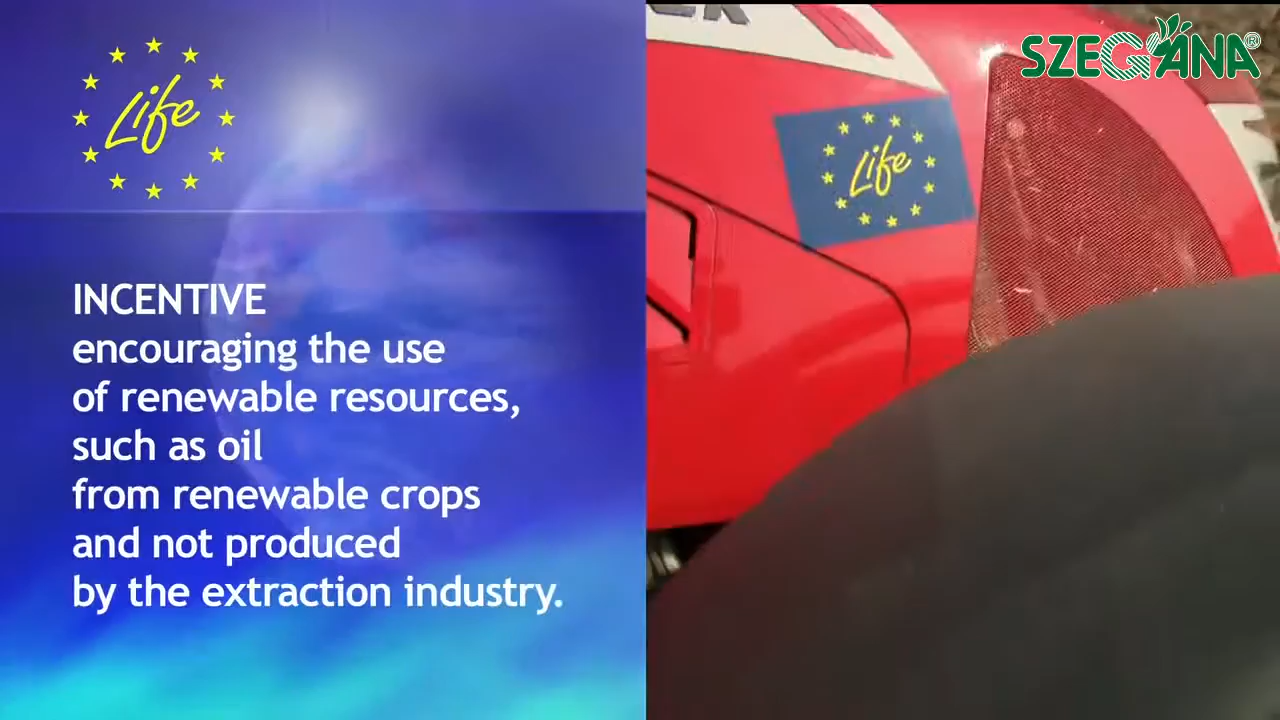 Life
INCENTIVE
encouraging the use
of renewable resources,
such as oil
from renewable crops
and not produced
by the extraction industry.
Life
SZEGANA®